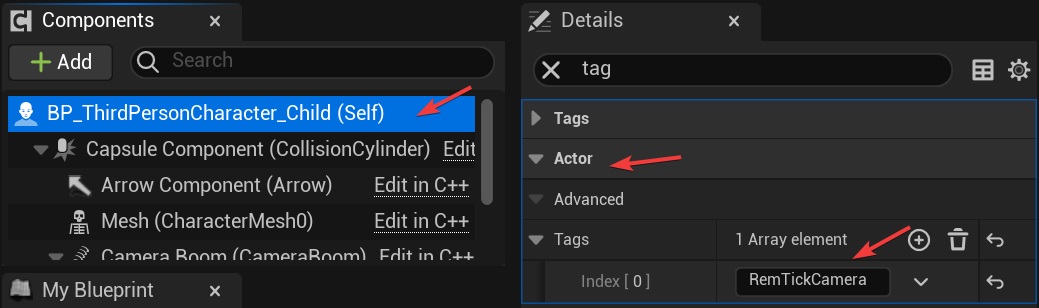 Components
Add
Search
BP_ThirdPersonCharacter_Child (Self)
Capsule Component (CollisionCylinder) Edit
Arrow Component (Arrow) Edit in C++
Mesh (CharacterMesh0) Edit in C++
Camera Boom (CameraBoom) Edit in C++
My Blueprint
Details
tag
Tags
Actor
Advanced
Tags 1 Array element
Index [ 0 ] RemTickCamera